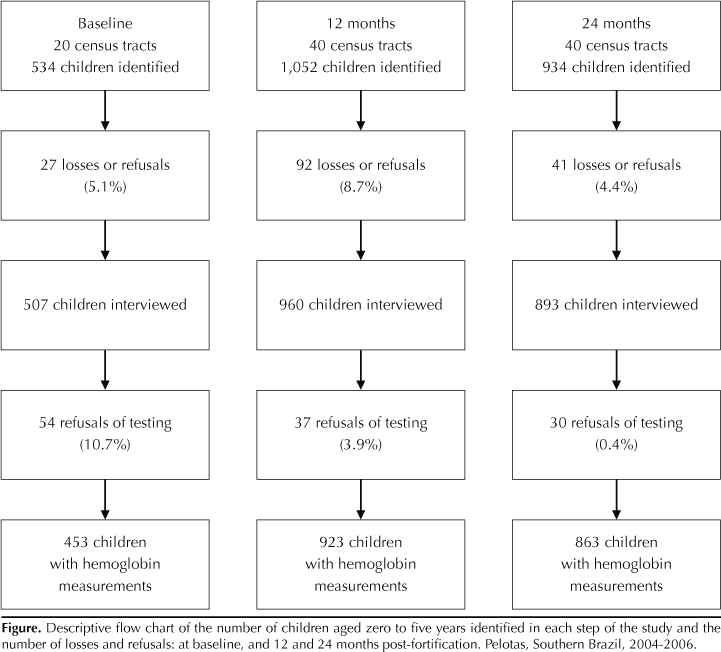 Baseline
20 census tracts
534 children identified
27 losses or refusals
(5.1%)
507 children interviewed
54 refusals of testing
(10.7%)
453 children
with hemoglobin
measurements
12 months
40 census tracts
1,052 children identified
92 losses or refusals
(8.7%)
960 children interviewed
37 refusals of testing
(3.9%)
923 children
with hemoglobin
measurements
24 months
40 census tracts
934 children identified
41 losses or refusals
(4.4%)
893 children interviewed
30 refusals of testing
(0.4%)
863 children
with hemoglobin
measurements
Figure. Descriptive flow chart of the number of children aged zero to five years identified in each step of the study and the
number of losses and refusals: at baseline, and 12 and 24 months post-fortification. Pelotas, Southern Brazil, 2004-2006.